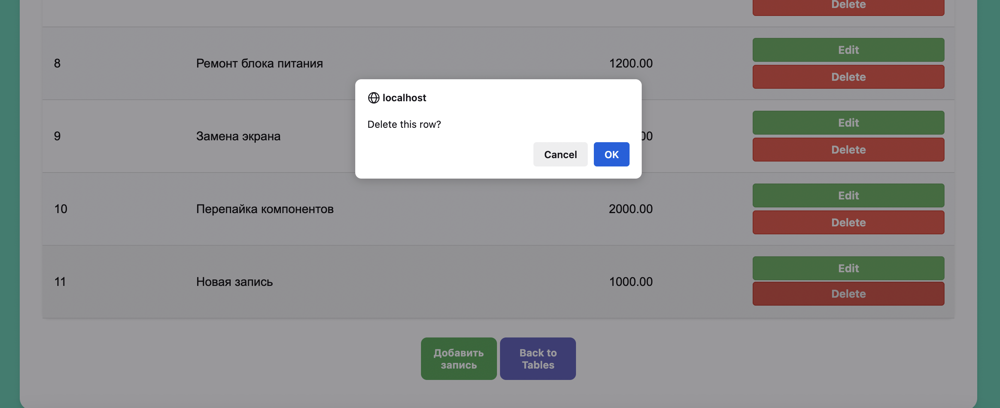 Delete
8 Ремонт блока питания 1200.00 Edit
Delete
localhost
Delete this row?
Cancel OK
9 Замена экрана 00 Edit
Delete
10 Перепайка компонентов 2000.00 Edit
Delete
11 Новая запись 1000.00 Edit
Delete
Добавить
запись
Back to
Tables